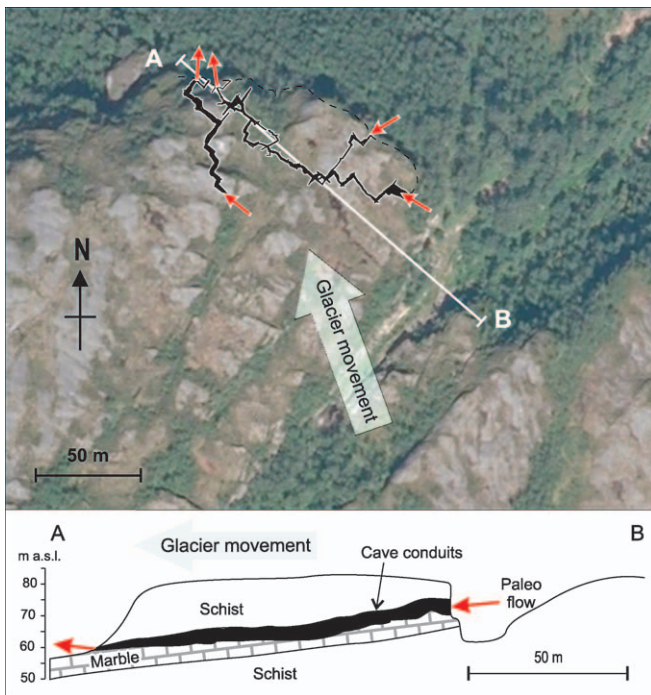 A
N
Glacier movement
B
50 m
A
B
m a.s.l.
Glacier movement
Cave conduits
80
Paleo
flow
70
Schist
60
Marble
50
Schist
50 m